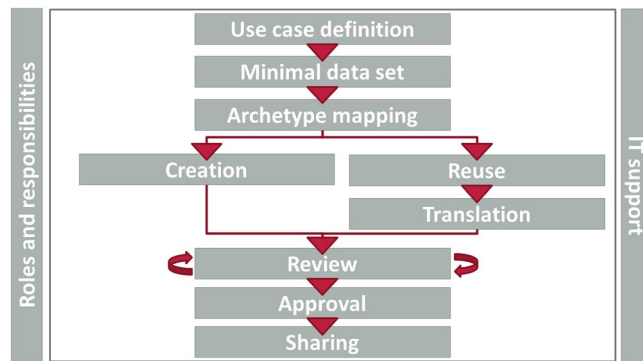 Roles and responsibilities
Use case definition
Minimal data set
Archetype mapping
Creation
Reuse
Translation
Review
Approval
Sharing
IT support